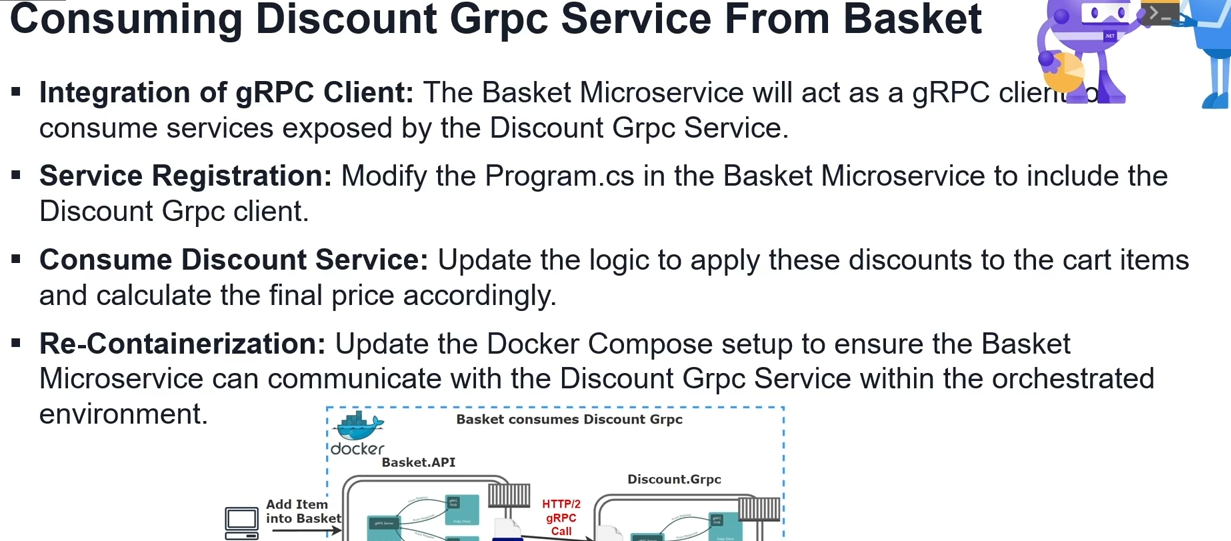 Consuming Discount Grpc Service From Basket
▪ Integration of gRPC Client: The Basket Microservice will act as a gRPC client
consume services exposed by the Discount Grpc Service.
▪ Service Registration: Modify the Program.cs in the Basket Microservice to include the
Discount Grpc client.
▪ Consume Discount Service: Update the logic to apply these discounts to the cart items
and calculate the final price accordingly.
▪ Re-Containerization: Update the Docker Compose setup to ensure the Basket
Microservice can communicate with the Discount Grpc Service within the orchestrated
environment.
Basket consumes Discount Grpc
docker
Basket.API
Discount.Grpc
Add Item
into Basket
HTTP/2
gRPC
Call
.NET